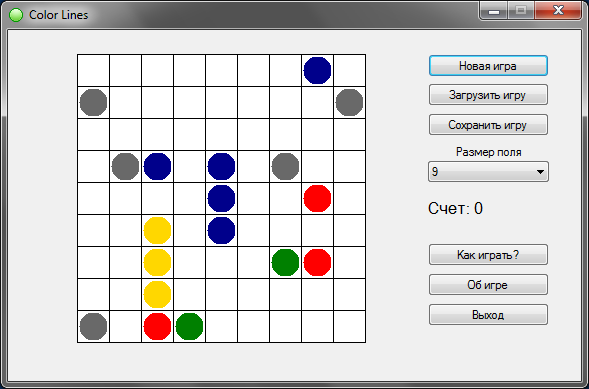 Color Lines
Новая игра
Загрузить игру
Сохранить игру
Размер поля
9
Счет: 0
Как играть?
Об игре
Выход